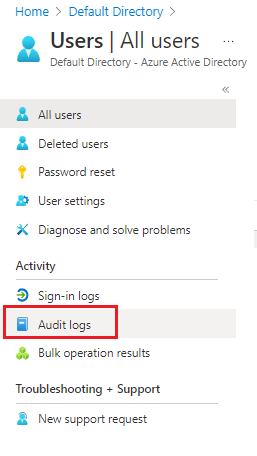 Home > Default Directory >
Users | All users ...
Default Directory - Azure Active Directory
«
All users
Deleted users
Password reset
User settings
Diagnose and solve problems
Activity
Sign-in logs
Audit logs
Bulk operation results
Troubleshooting + Support
New support request